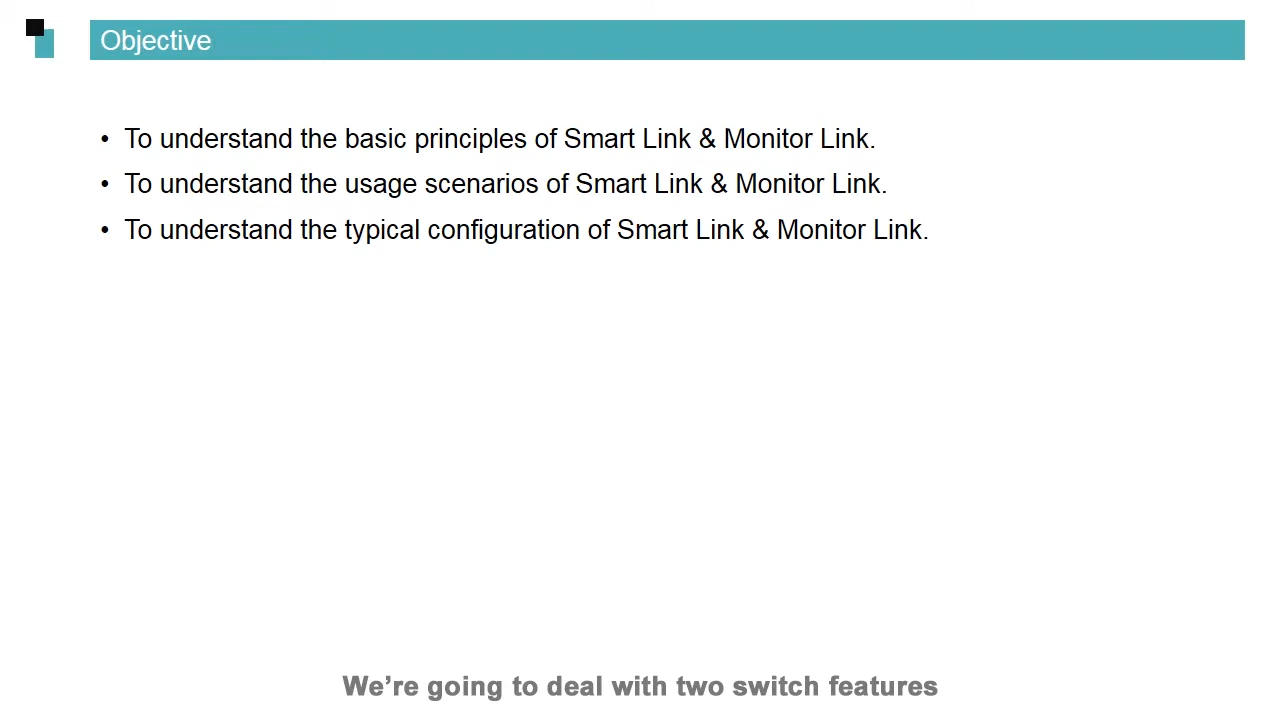 Objective
• To understand the basic principles of Smart Link & Monitor Link.
• To understand the usage scenarios of Smart Link & Monitor Link.
• To understand the typical configuration of Smart Link & Monitor Link.
We’re going to deal with two switch features